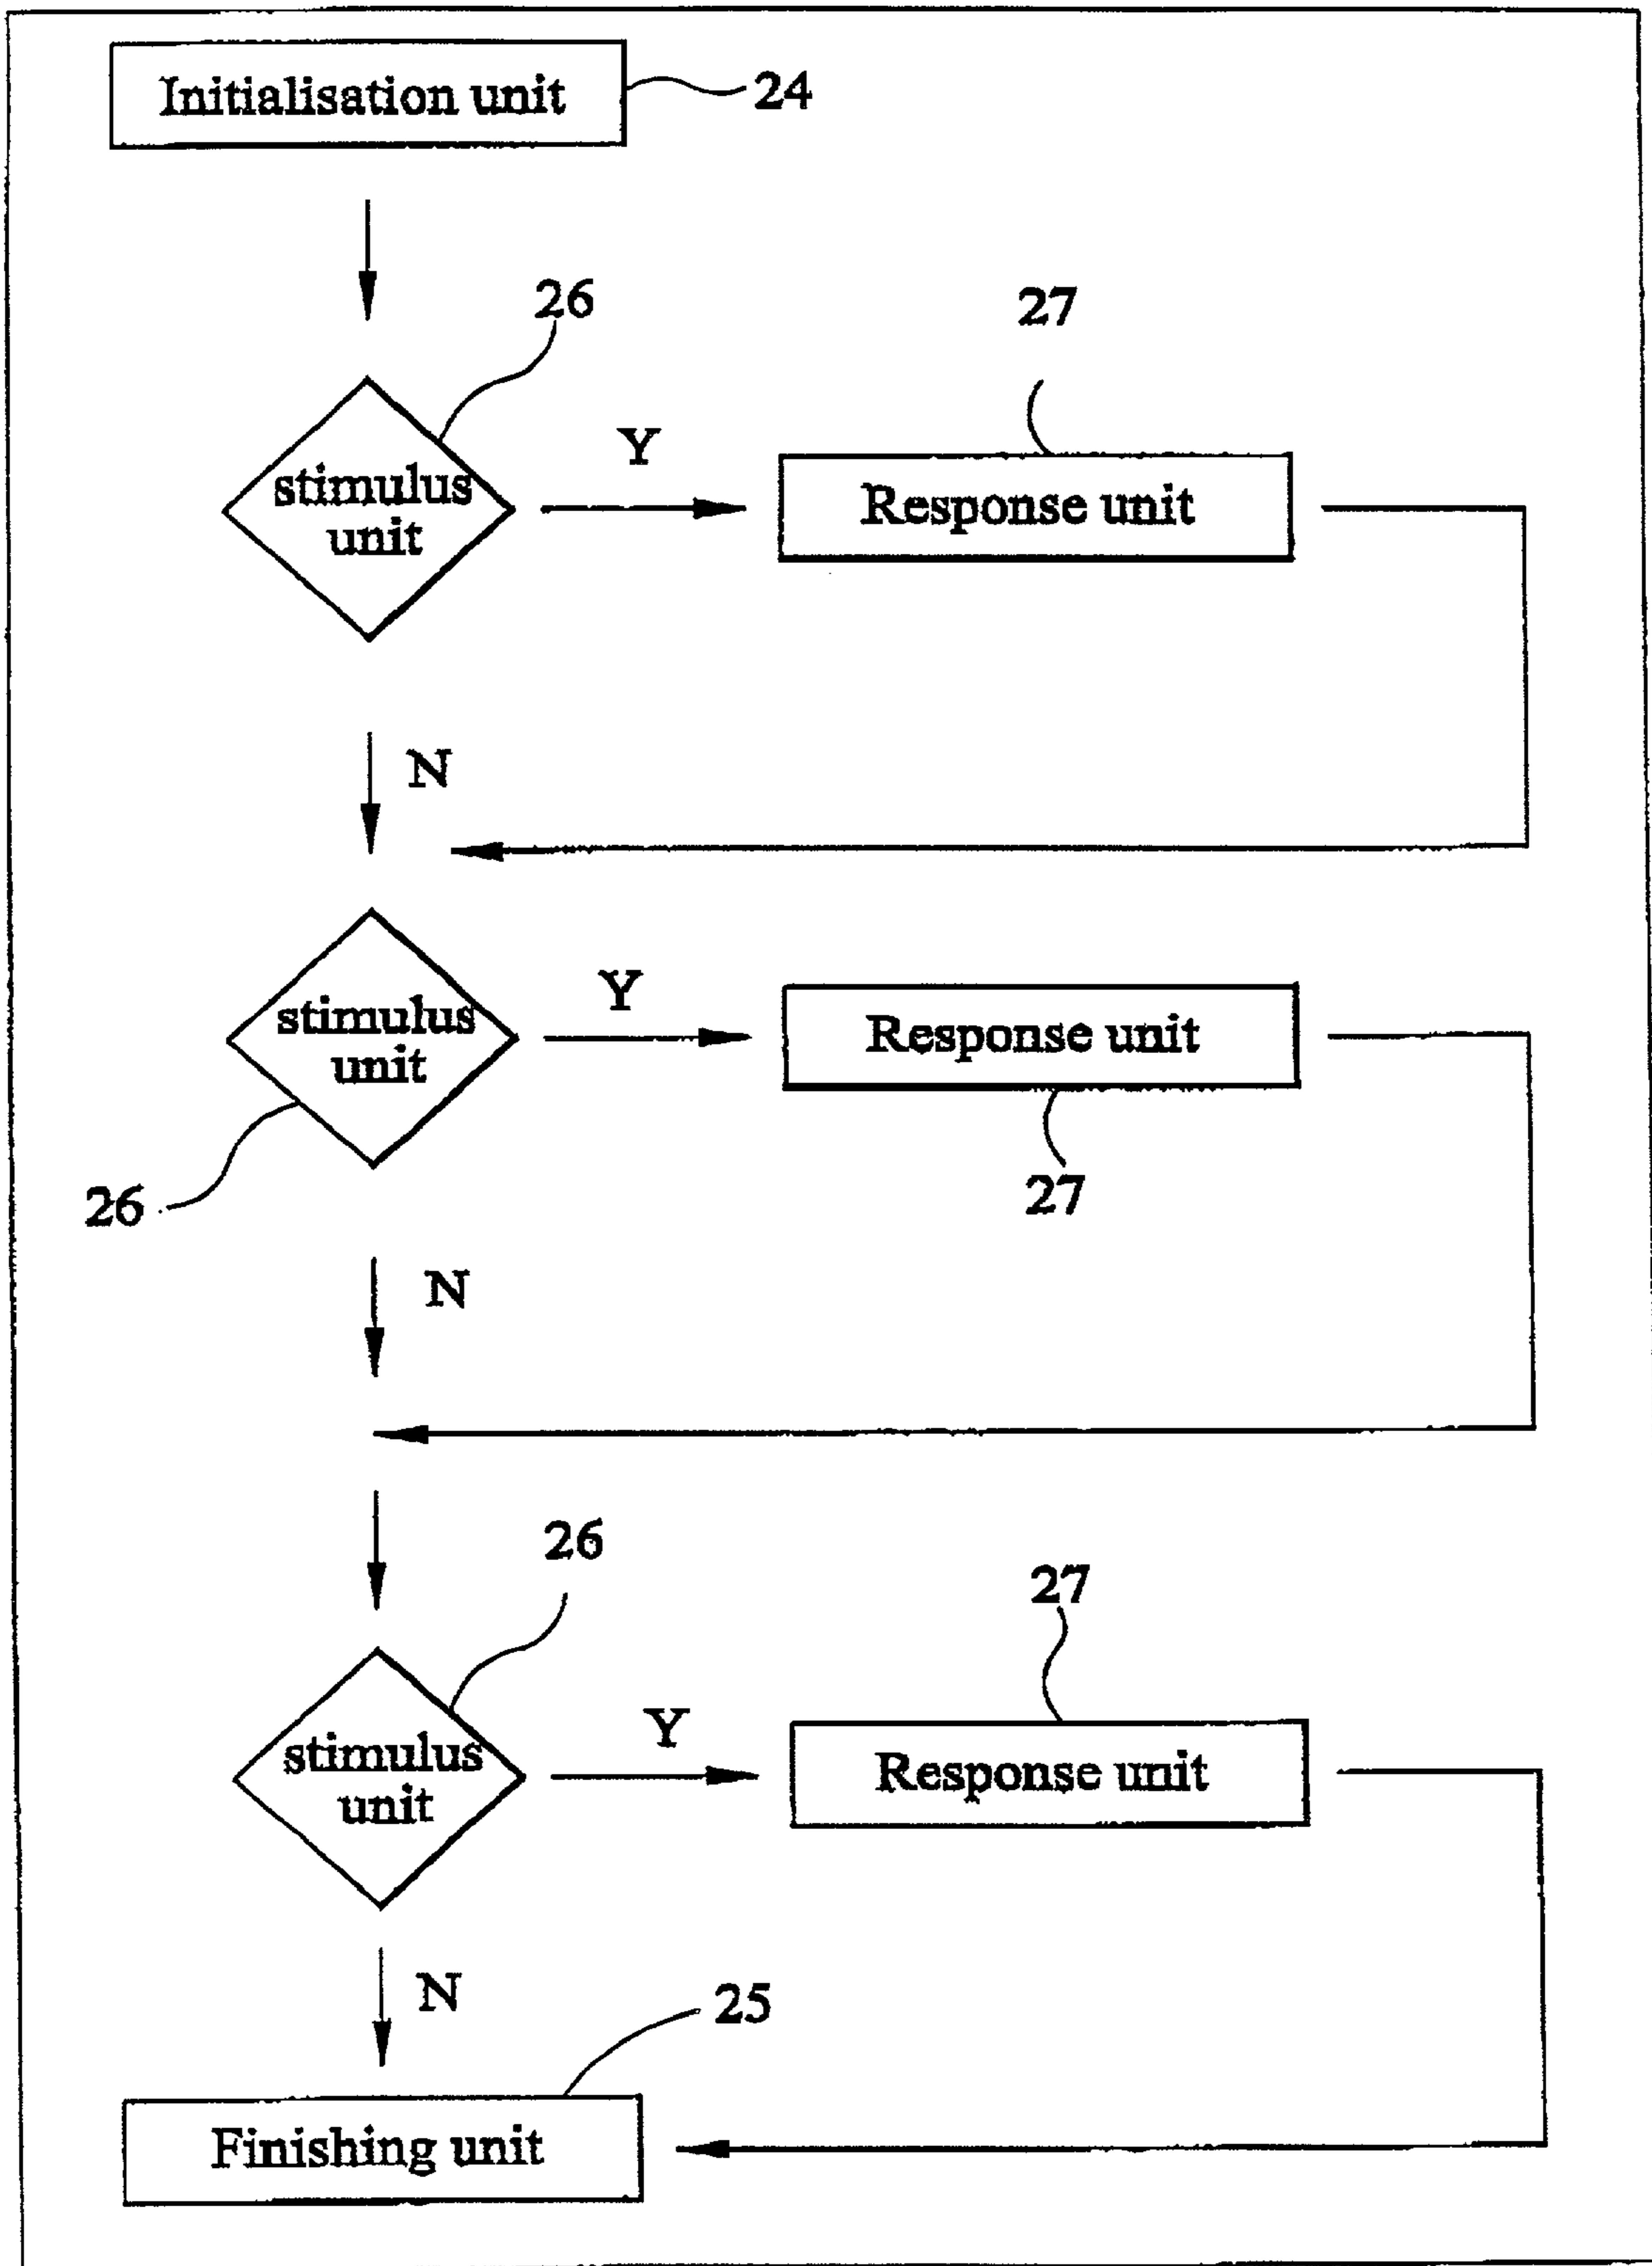 Initialisation unit
24
26
27
stimulus
unit
Y
Response unit
N
stimulus
unit
Y
Response unit
26
27
N
26
27
stimulus
unit
Y
Response unit
N
25
Finishing unit